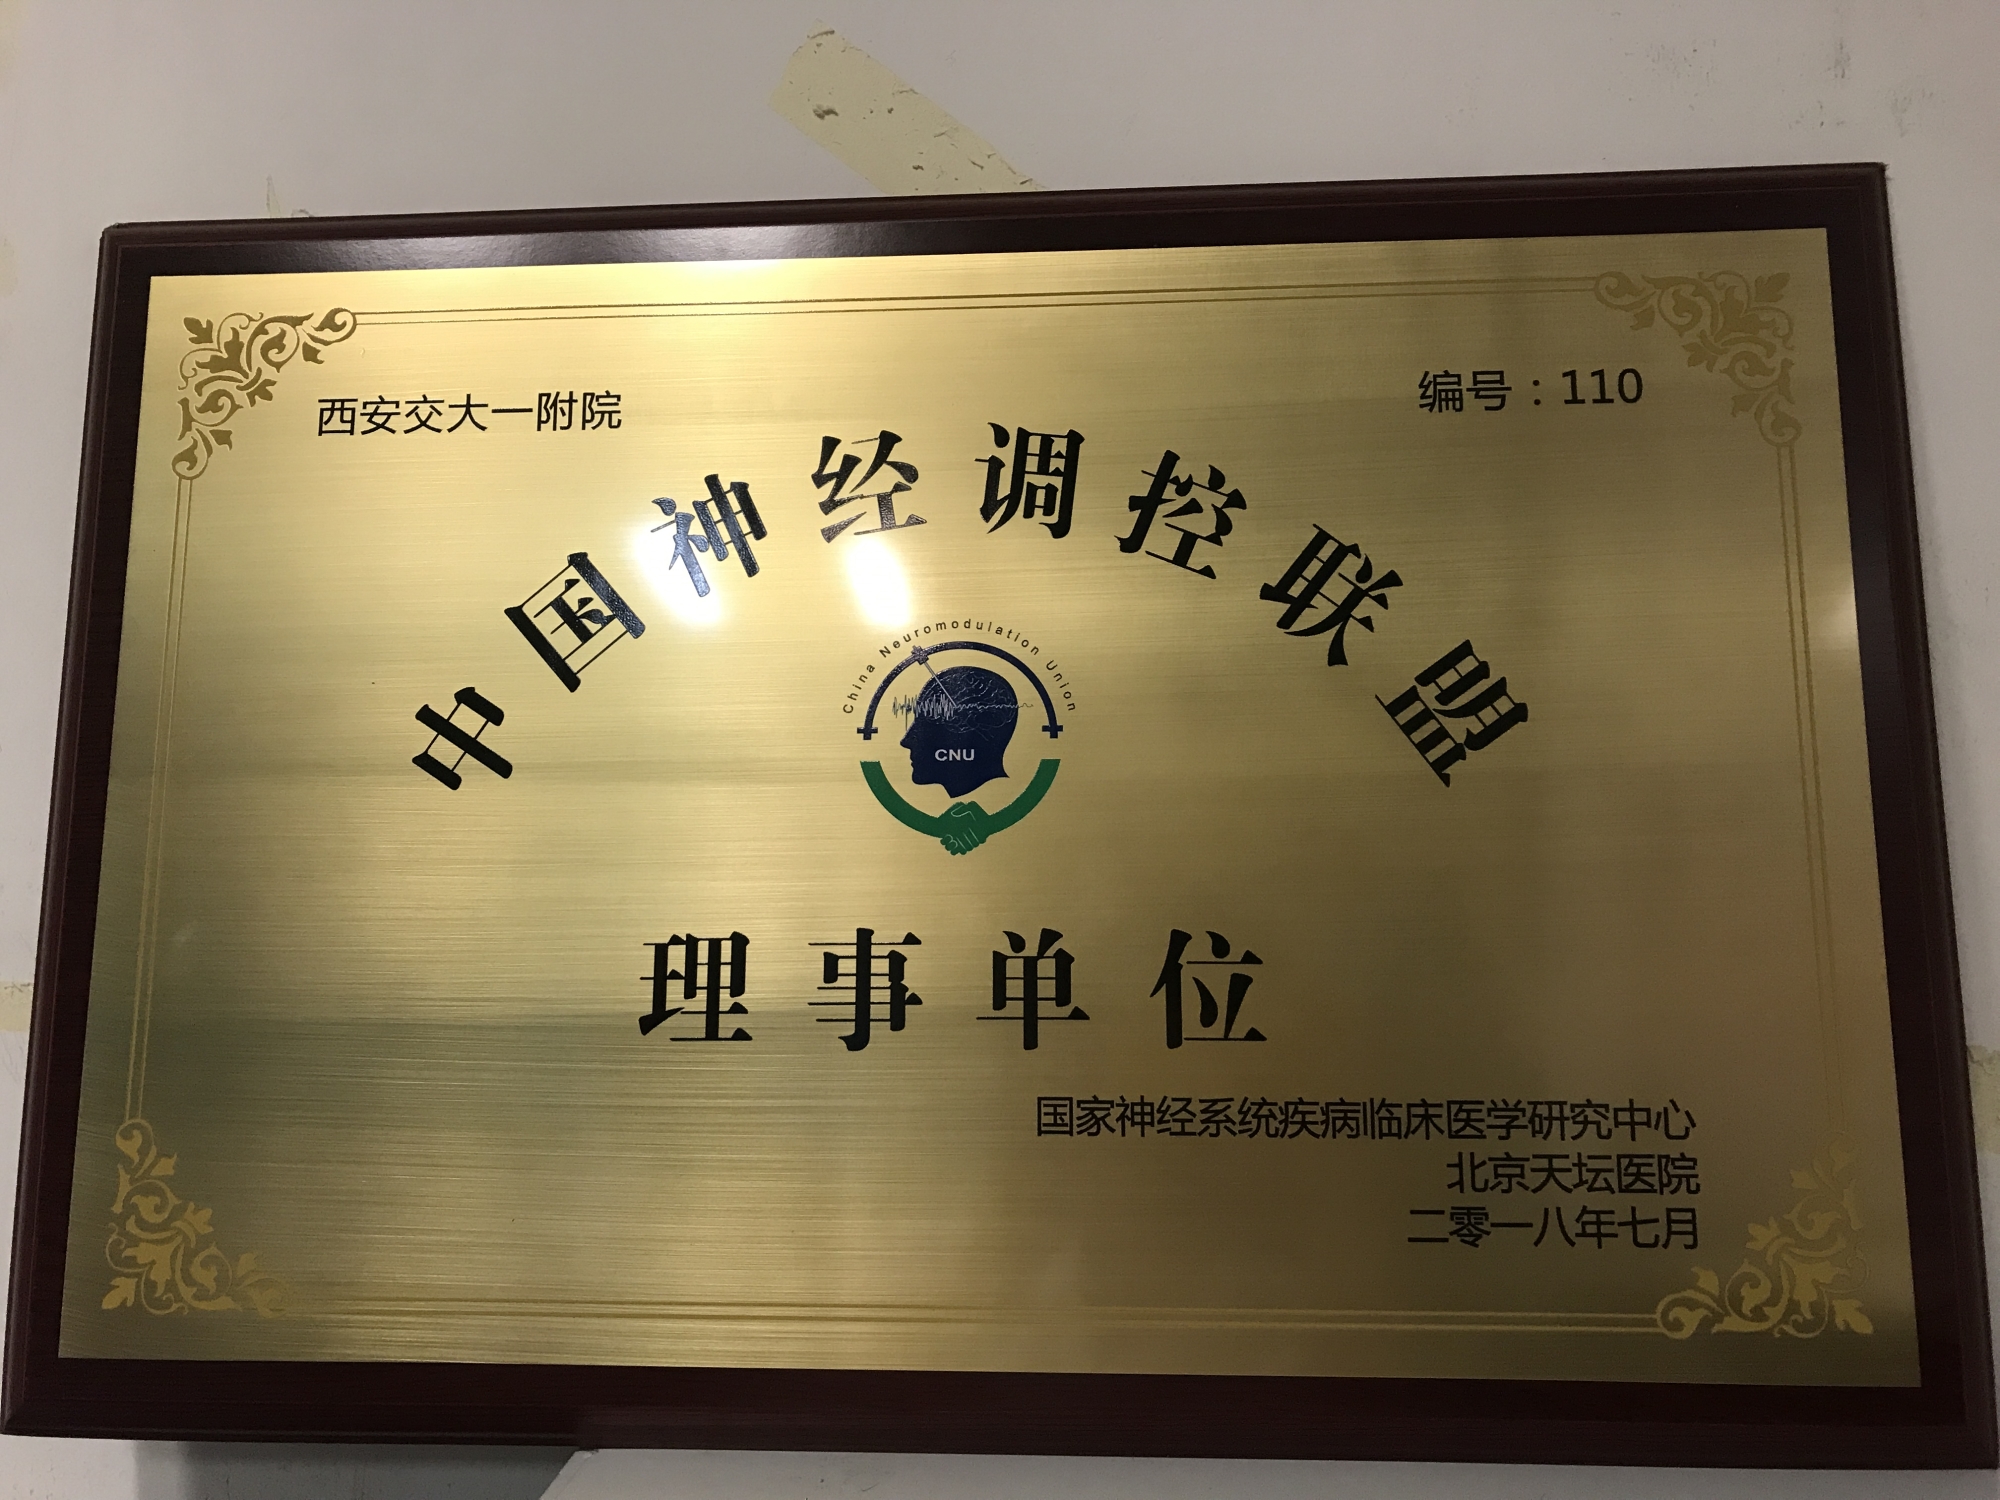 西安交大一附院
编号：110
中国神经调控联盟
China Neuromodulation Union
CNU
理事单位
国家神经系统疾病临床医学研究中心
北京天坛医院
二零一八年七月